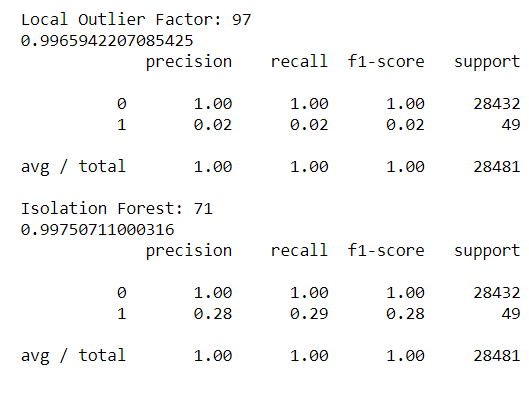 Local Outlier Factor: 97
0.9965942207085425
precision recall f1-score support
0 1.00 1.00 1.00 28432
1 0.02 0.02 0.02 49
avg / total 1.00 1.00 1.00 28481
Isolation Forest: 71
0.99750711000316
precision recall f1-score support
0 1.00 1.00 1.00 28432
1 0.28 0.29 0.28 49
avg / total 1.00 1.00 1.00 28481